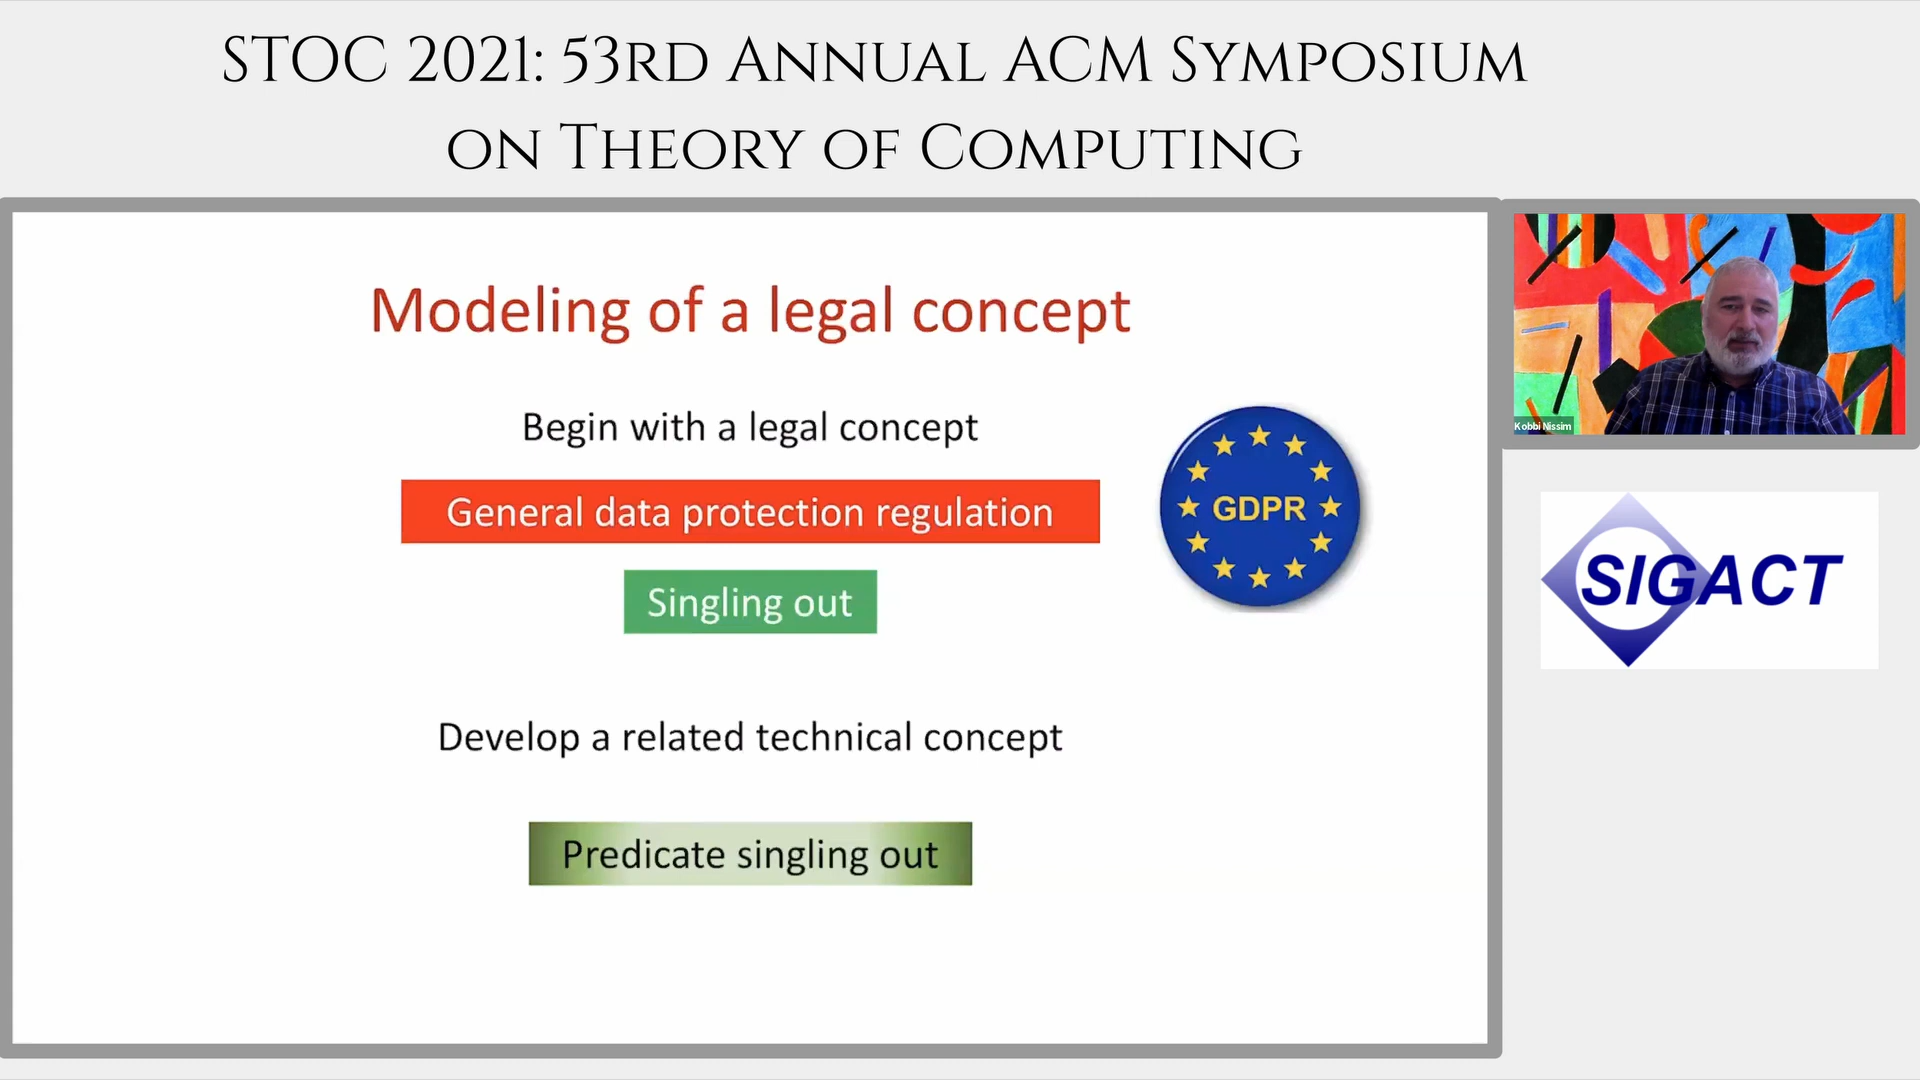 STOC 2021: 53rd Annual ACM Symposium
on Theory of Computing
Modeling of a legal concept
Begin with a legal concept
General data protection regulation
GDPR
Singling out
Develop a related technical concept
Predicate singling out
Kobbi Nissim
SIGACT